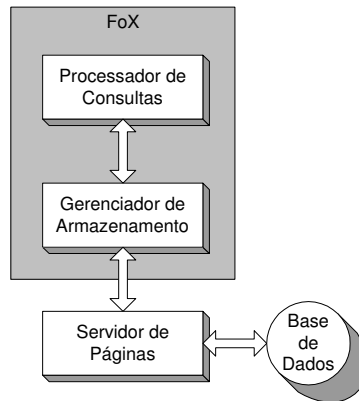 FoX
Processador de
Consultas
Gerenciador de
Armazenamento
Servidor de
Páginas
Base
de
Dados